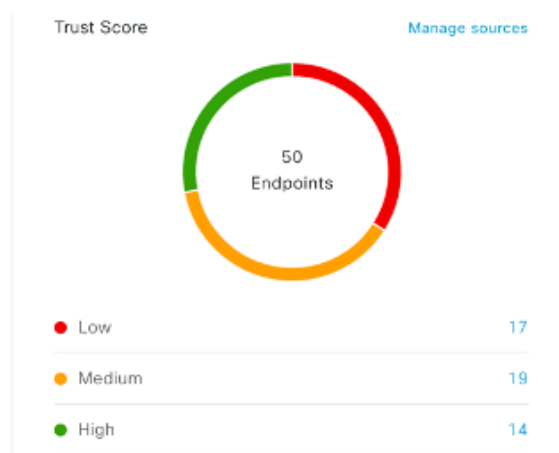 Trust Score
Manage sources
50
Endpoints
Low 17
Medium 19
High 14